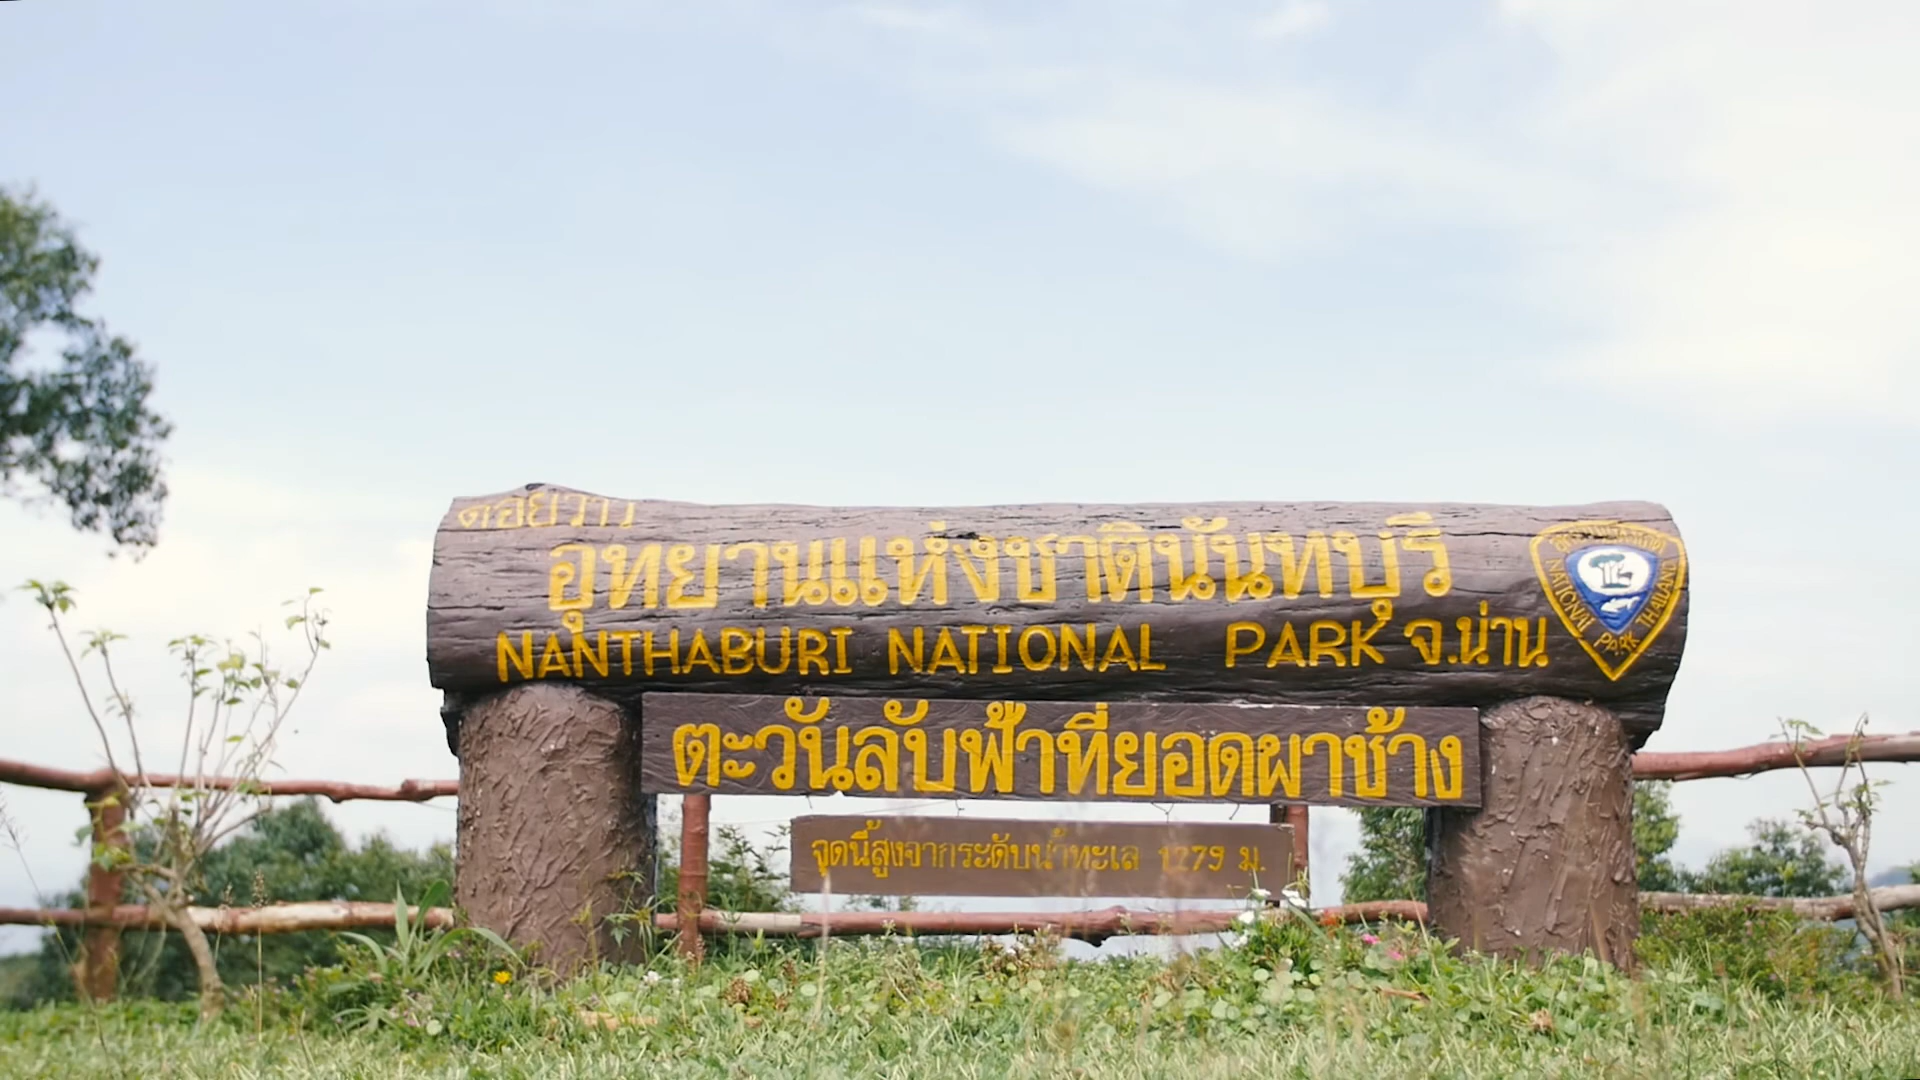 ดอยวาว
อุทยานแห่งชาตินันทบุรี
NANTHABURI NATIONAL PARK จ.น่าน
NATIONAL PARK THAILAND
ตะวันลับฟ้าที่ยอดผาช้าง
จุดนี้สูงจากระดับน้ำทะเล 1279 ม.